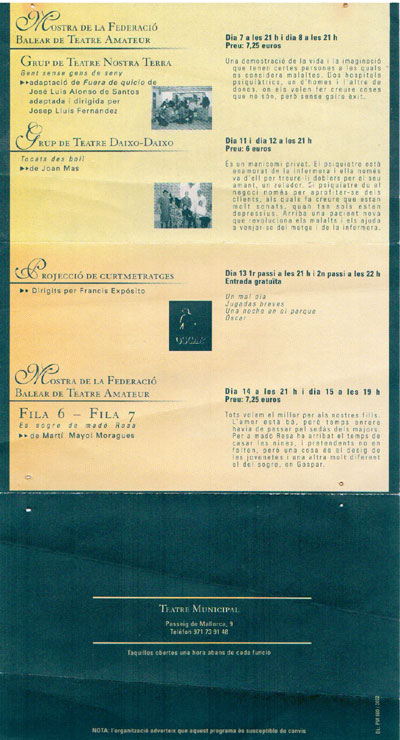 Mostra de la Federació
Balear de Teatre Amateur
Dia 7 a les 21 h i dia 8 a les 21 h
Preu: 7,25 euros
Grup de Teatre Nostra Terra
Gent sense gens de seny
▸▸adaptació de Fuera de quicio de
José Luis Alonso de Santos
adaptada i dirigida per
Josep Lluís Fernández
Una demostració de la vida i la imaginació
que tenen certes persones a les quals
es considera malaltes. Dos hospitals
psiquiàtrics, un d'homes i l'altre de
dones, on els volen fer creure coses
que no són, però sense gaire èxit.
Grup de Teatre Daixo-Daixo
Tocats des boll
▸▸de Joan Mas
Dia 11 i dia 12 a les 21 h
Preu: 6 euros
És un manicomi privat. El psiquiatre està
enamorat de la infermera i ella només
va d'ell per treure-li doblers per al seu
amant, un zelador. El psiquiatre du el
negoci només per aprofitar-se dels
clients, als quals fa creure que estan
molt sonats, quan tan sols estan
depressius. Arriba una pacient nova
que revoluciona els malalts i els ajuda
a venjar-se del metge i de la infermera.
Projecció de curtmetratges
▸▸ Dirigits per Francis Expósito
Dia 13 1r passi a les 21 h i 2n passi a les 22 h
Entrada gratuïta
Un mal día
Jugadas breves
Una noche en el parque
Óscar
OSCAR
Mostra de la Federació
Balear de Teatre Amateur
Dia 14 a les 21 h i dia 15 a les 19 h
Preu: 7,25 euros
Fila 6 – Fila 7
Es sogre de madò Rosa
▸▸ de Martí Mayol Moragues
Tots volem el millor per als nostres fills.
L'amor està bé, però temps enrere
havia de passar pel sedàs dels majors.
Per a madò Rosa ha arribat el temps de
casar les nines, i pretendents no en
falten, però una cosa és el desig de
les jovenetes i una altra molt diferent
el del sogre, en Gaspar.
Teatre Municipal
Passeig de Mallorca, 9
Telèfon 971 73 91 48
Taquilles obertes una hora abans de cada funció
NOTA: l'organització adverteix que aquest programa és susceptible de canvis